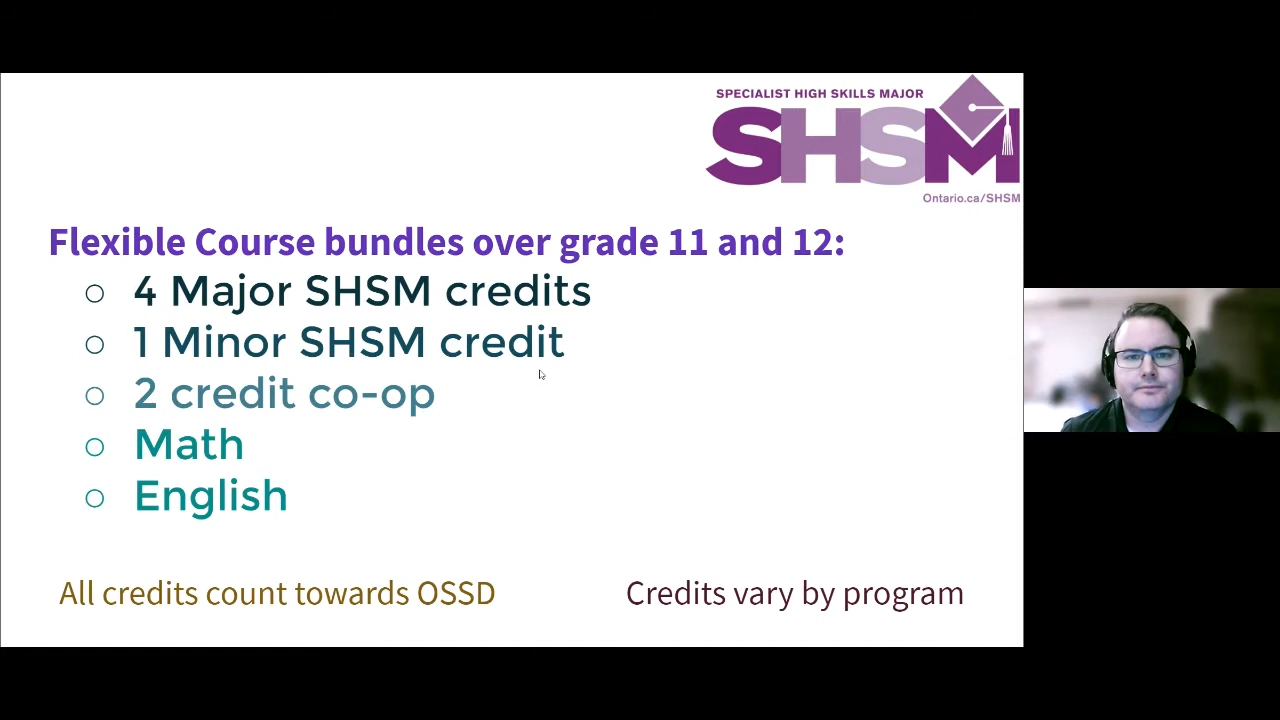 SPECIALIST HIGH SKILLS MAJOR
SHSM
Ontario.ca/SHSM
Flexible Course bundles over grade 11 and 12:
4 Major SHSM credits
1 Minor SHSM credit
2 credit co-op
Math
English
All credits count towards OSSD
Credits vary by program